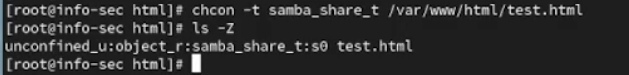 [root@info-sec html]# chcon -t samba_share_t /var/www/html/test.html
[root@info-sec html]# ls -Z
unconfined_u:object_r:samba_share_t:s0 test.html
[root@info-sec html]#